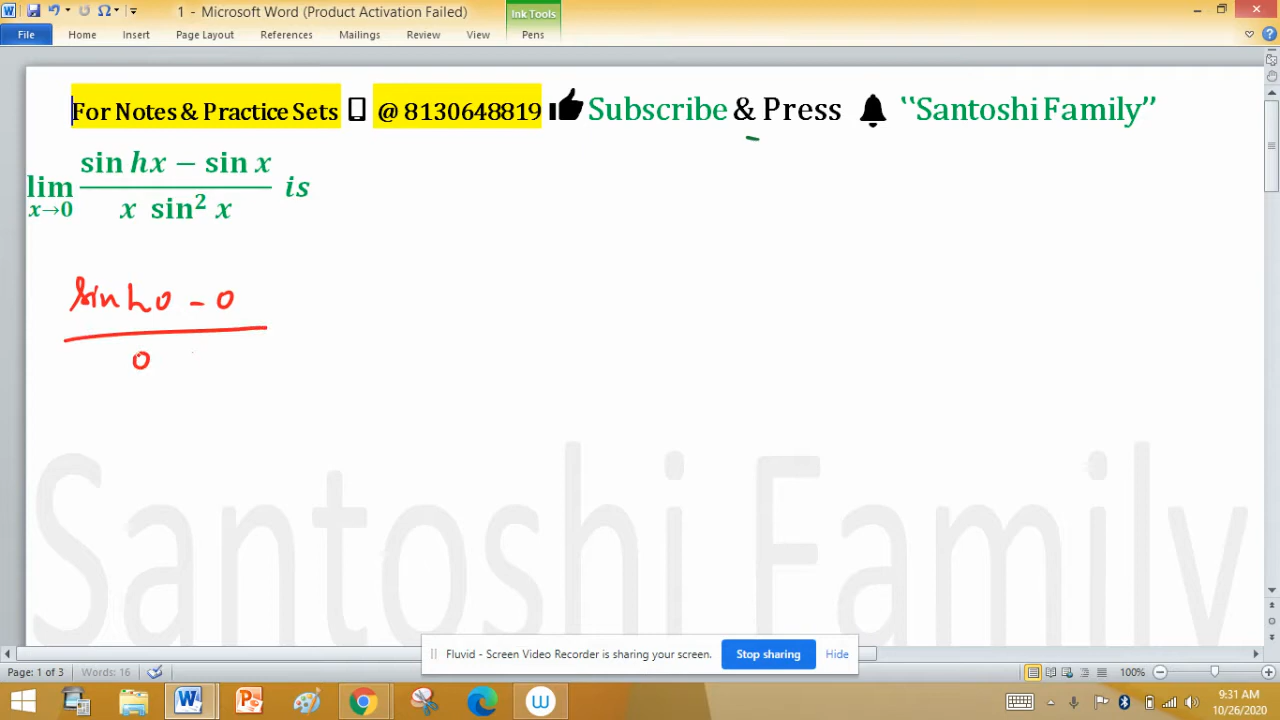 1 - Microsoft Word (Product Activation Failed)
Ink Tools
File Home Insert Page Layout References Mailings Review View Pens
For Notes & Practice Sets @ 8130648819 Subscribe & Press “Santoshi Family”
lim x→0 (sin hx − sin x)/(x sin² x) is
sinh0 - 0
0
Santoshi Family
Fluvid - Screen Video Recorder is sharing your screen. Stop sharing Hide
Page: 1 of 3 Words: 16 100%
9:31 AM
10/26/2020